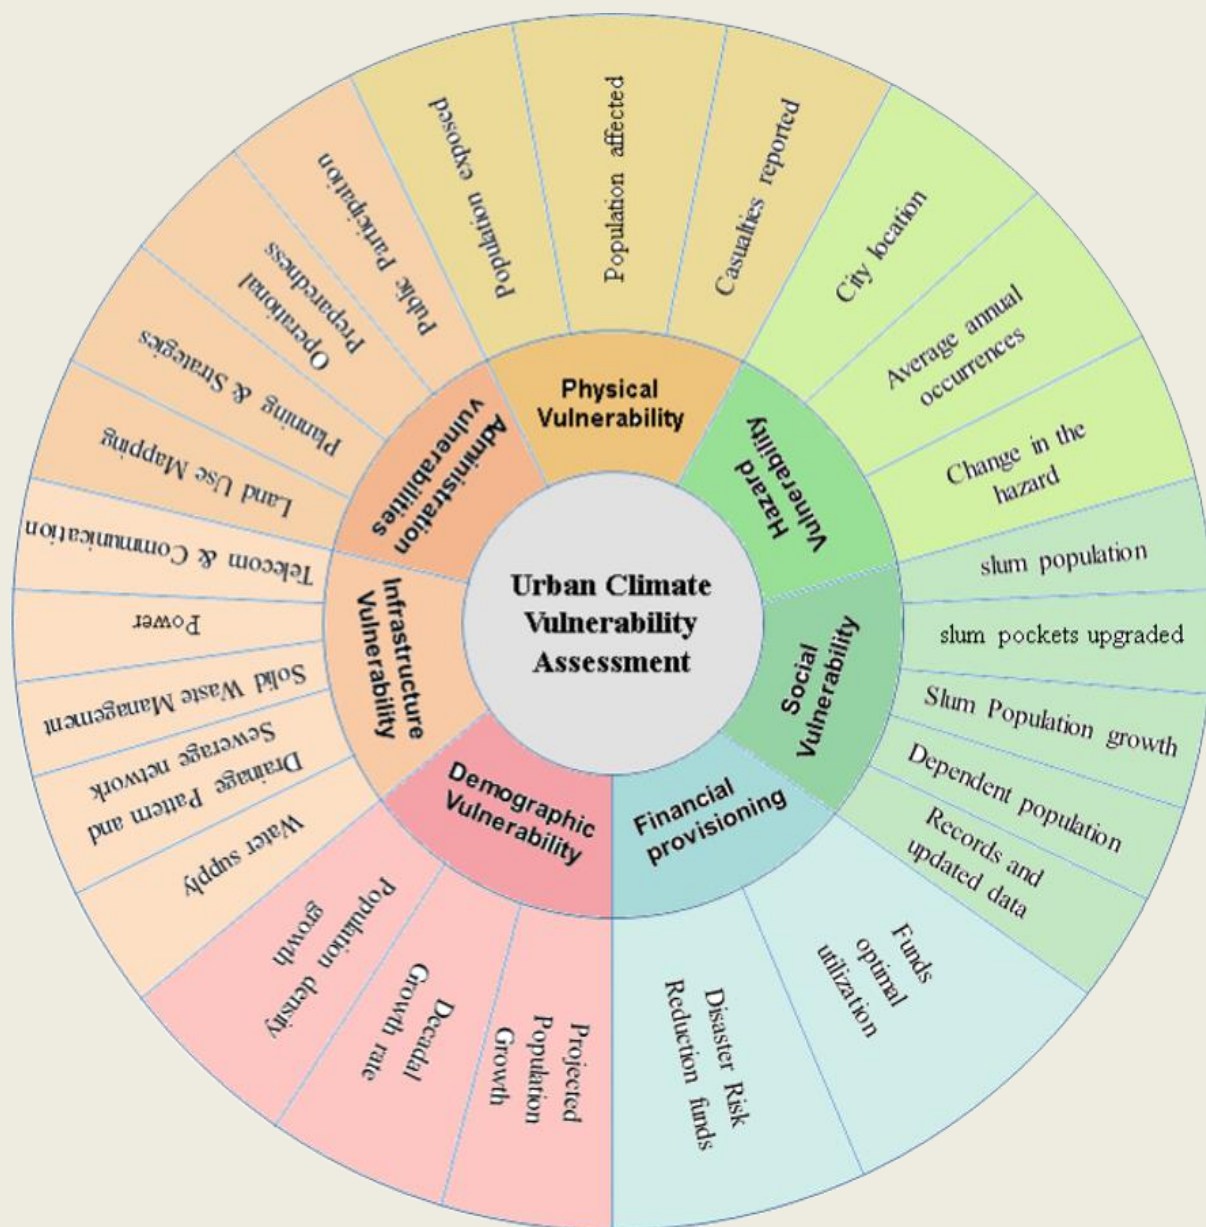 Urban Climate
Vulnerability
Assessment
Physical
Vulnerability
Population exposed
Population affected
Casualties reported
Hazard
Vulnerability
City location
Average annual
occurrences
Change in the
hazard
Social
Vulnerability
slum population
slum pockets upgraded
Slum Population growth
Dependent population
Records and
updated data
Financial
provisioning
Funds
optimal
utilization
Disaster Risk
Reduction funds
Demographic
Vulnerability
Projected
Population
Growth
Decadal
Growth rate
Population density
growth
Infrastructure
Vulnerability
Water supply
Drainage Pattern and
Sewerage network
Solid Waste Management
Power
Telecom & Communication
Administration
vulnerabilities
Land Use Mapping
Planning & Strategies
Operational
Preparedness
Public Participation